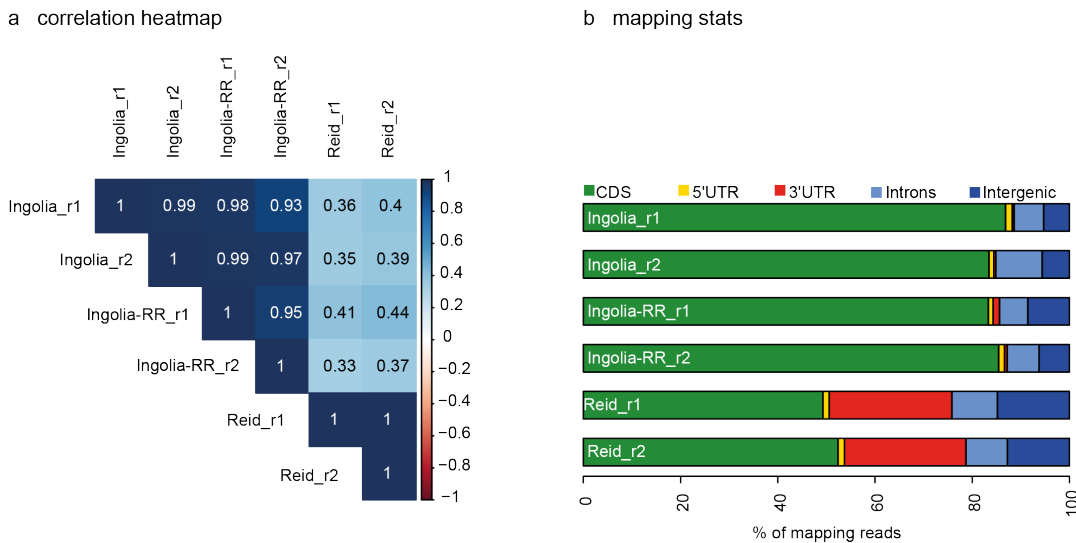 a correlation heatmap
Ingolia_r1
Ingolia_r2
Ingolia-RR_r1
Ingolia-RR_r2
Reid_r1
Reid_r2
Ingolia_r1 1 0.99 0.98 0.93 0.36 0.4
Ingolia_r2 1 0.99 0.97 0.35 0.39
Ingolia-RR_r1 1 0.95 0.41 0.44
Ingolia-RR_r2 1 0.33 0.37
Reid_r1 1 1
Reid_r2 1
1
0.8
0.6
0.4
0.2
0
−0.2
−0.4
−0.6
−0.8
−1
b mapping stats
CDS 5'UTR 3'UTR Introns Intergenic
Ingolia_r1
Ingolia_r2
Ingolia-RR_r1
Ingolia-RR_r2
Reid_r1
Reid_r2
0 20 40 60 80 100
% of mapping reads